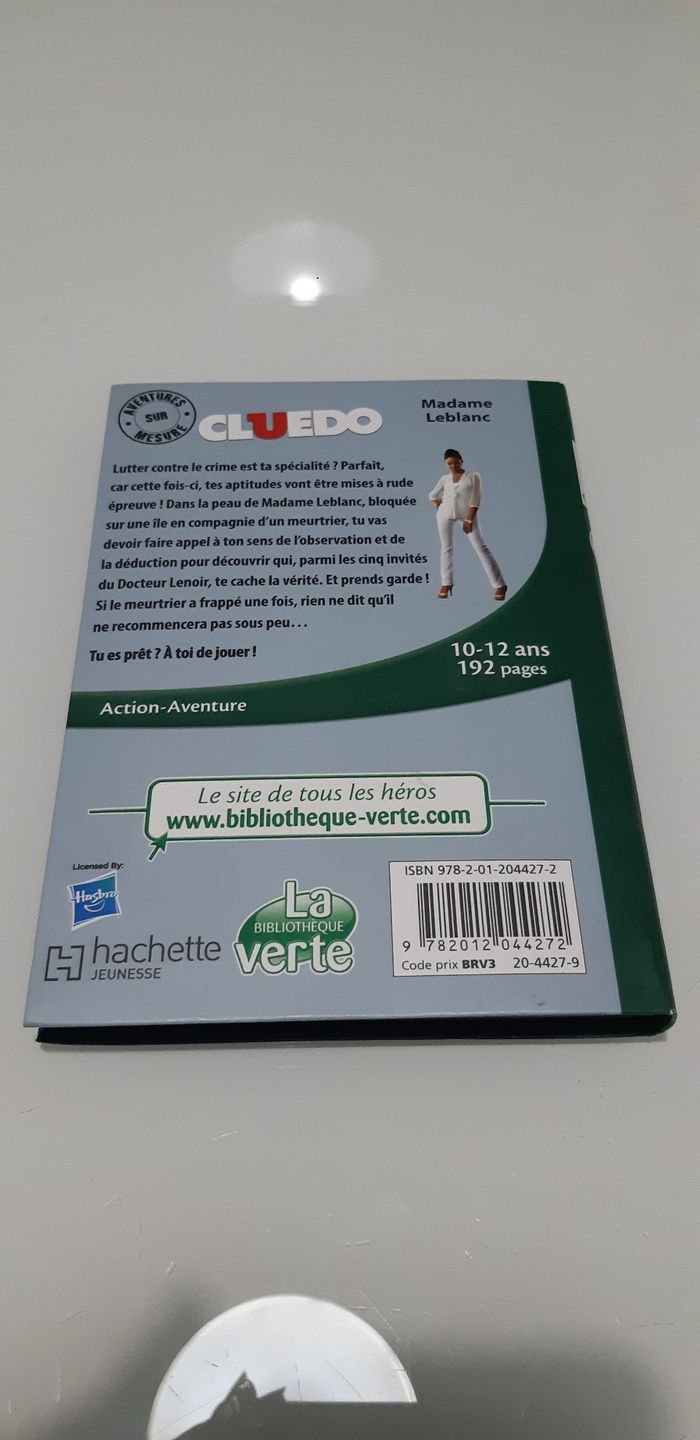 AVENTURES
SUR
MESURE
CLUEDO
Madame
Leblanc
Lutter contre le crime est ta spécialité ? Parfait,
car cette fois-ci, tes aptitudes vont être mises à rude
épreuve ! Dans la peau de Madame Leblanc, bloquée
sur une île en compagnie d'un meurtrier, tu vas
devoir faire appel à ton sens de l'observation et de
la déduction pour découvrir qui, parmi les cinq invités
du Docteur Lenoir, te cache la vérité. Et prends garde !
Si le meurtrier a frappé une fois, rien ne dit qu'il
ne recommencera pas sous peu…
Tu es prêt ? À toi de jouer !
10-12 ans
192 pages
Action-Aventure
Le site de tous les héros
www.bibliotheque-verte.com
Licensed By:
Hasbro
hachette
JEUNESSE
La
BIBLIOTHÈQUE
verte
ISBN 978-2-01-204427-2
9 782012 044272
Code prix BRV3 20-4427-9